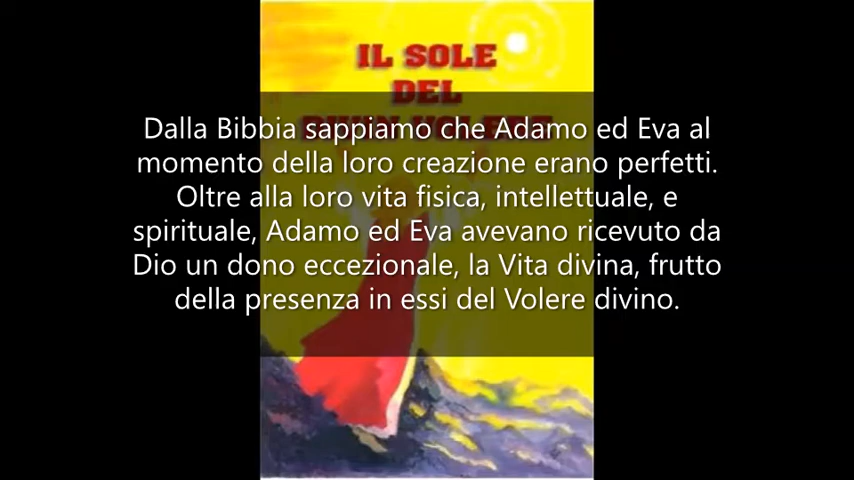 IL SOLE
DEL
Dalla Bibbia sappiamo che Adamo ed Eva al
momento della loro creazione erano perfetti.
Oltre alla loro vita fisica, intellettuale, e
spirituale, Adamo ed Eva avevano ricevuto da
Dio un dono eccezionale, la Vita divina, frutto
della presenza in essi del Volere divino.